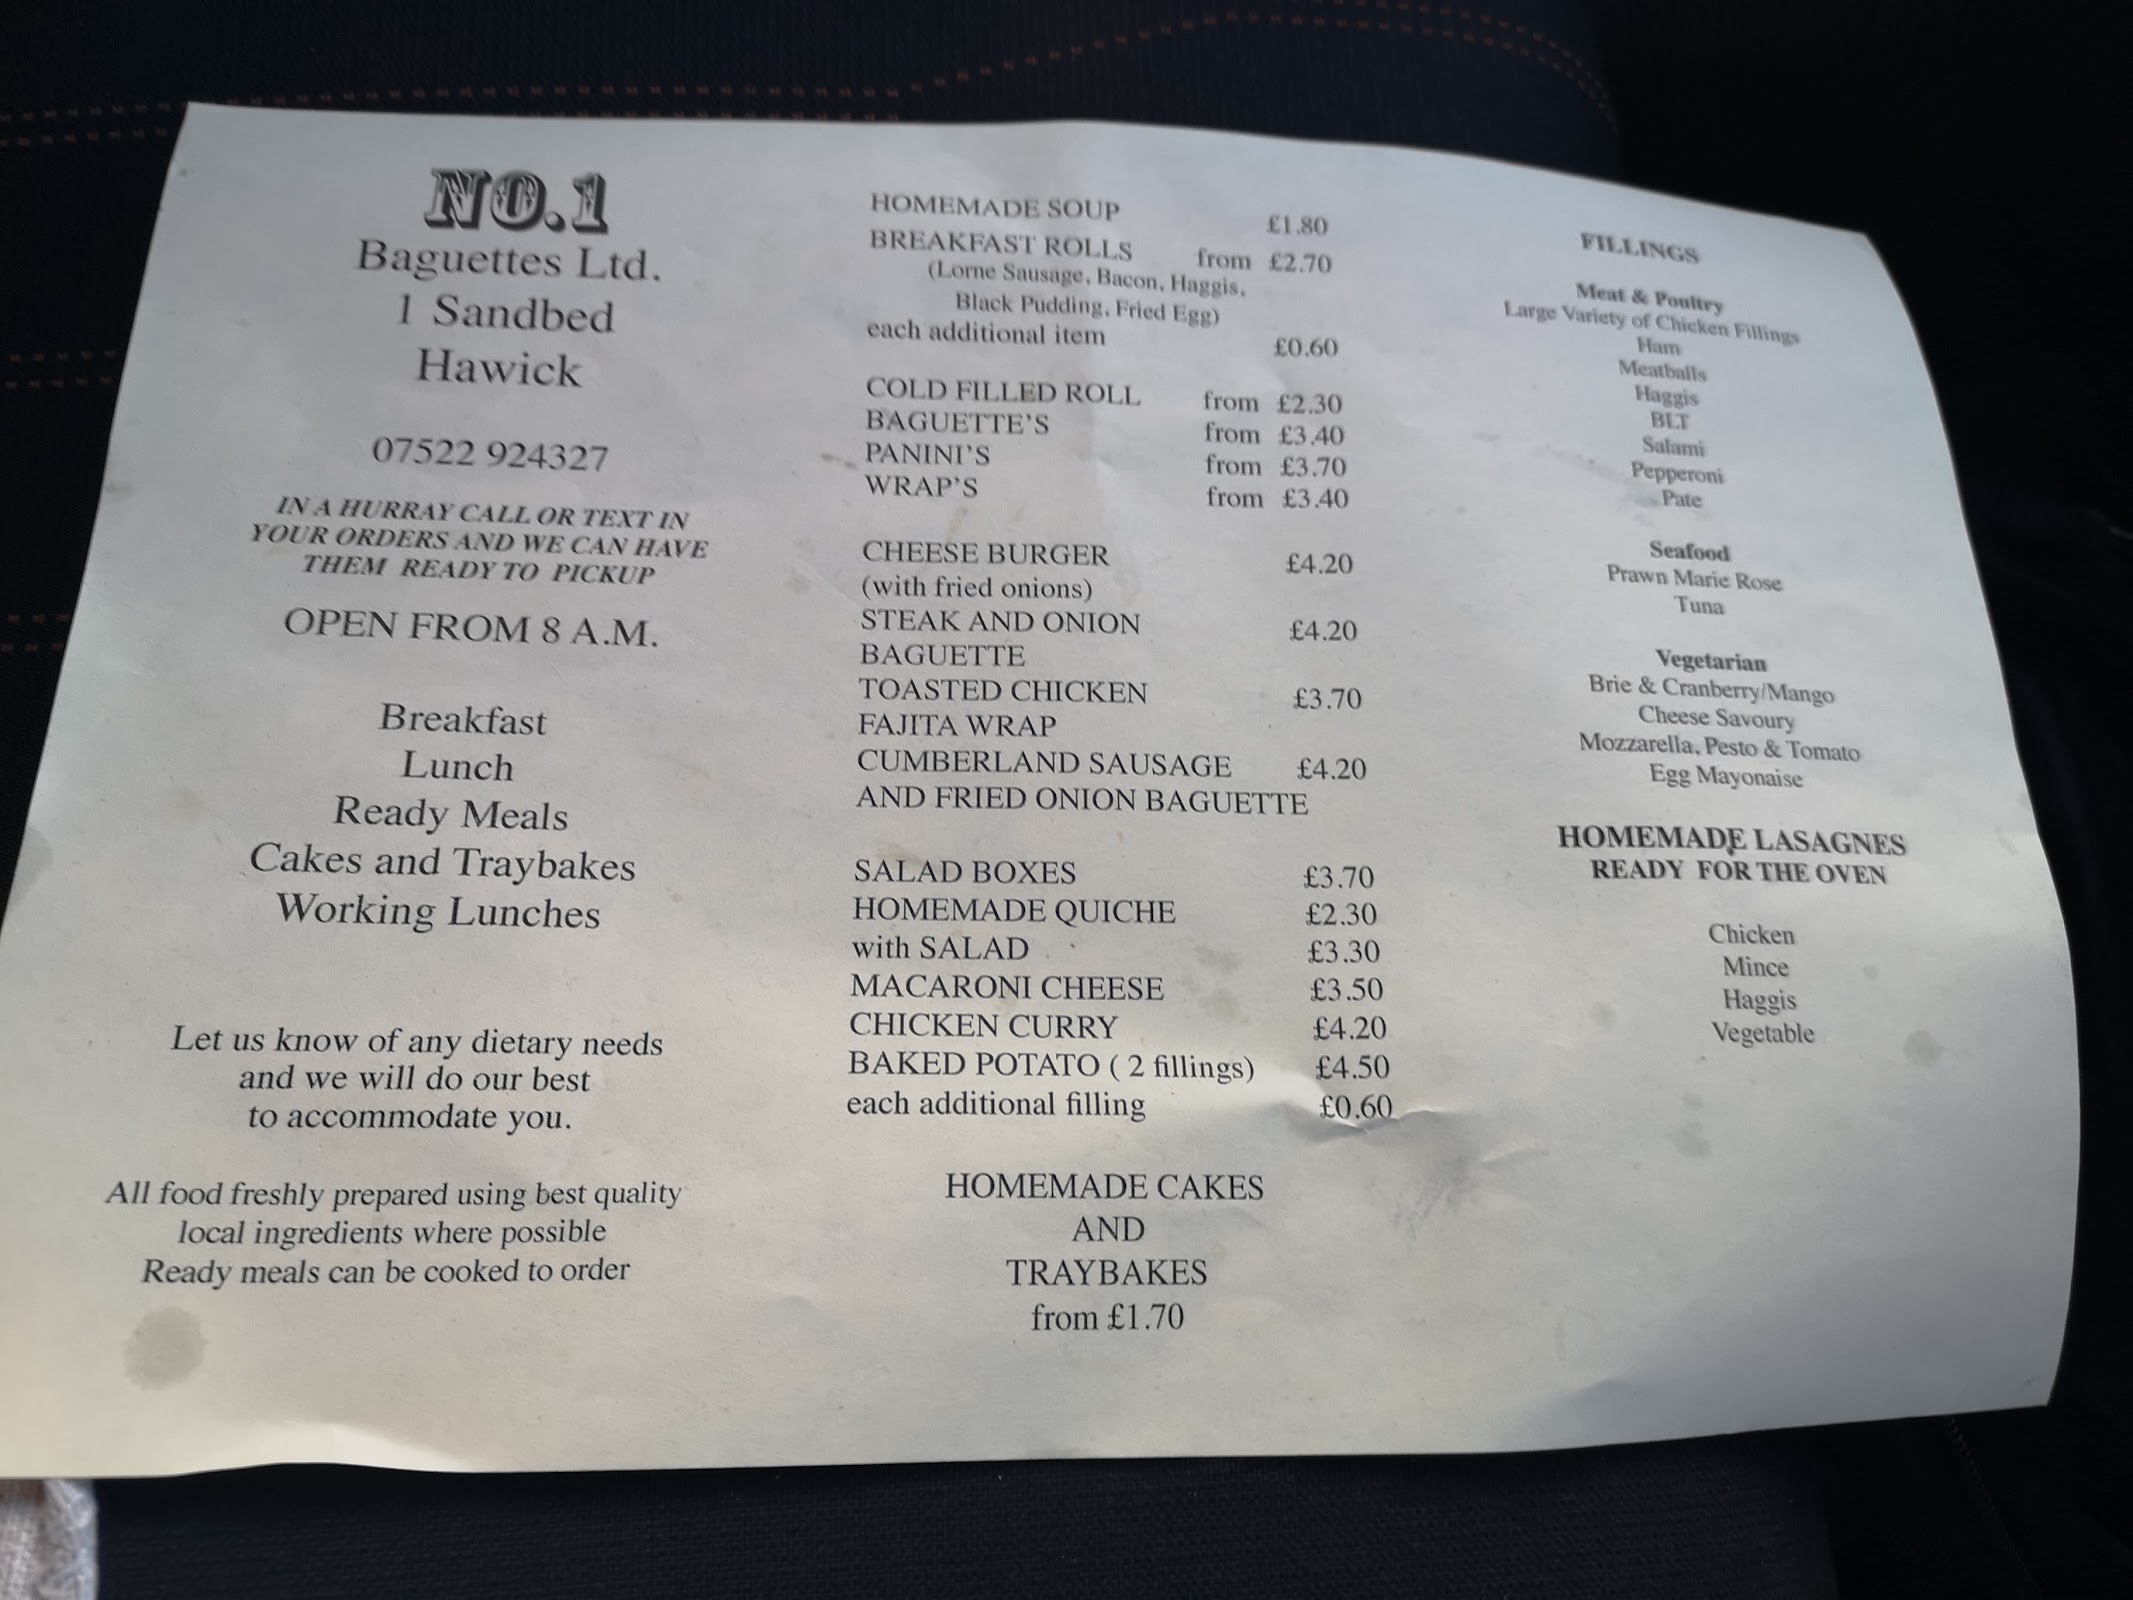 NO.1
Baguettes Ltd.
1 Sandbed
Hawick
07522 924327
IN A HURRAY CALL OR TEXT IN
YOUR ORDERS AND WE CAN HAVE
THEM READY TO PICKUP
OPEN FROM 8 A.M.
Breakfast
Lunch
Ready Meals
Cakes and Traybakes
Working Lunches
Let us know of any dietary needs
and we will do our best
to accommodate you.
All food freshly prepared using best quality
local ingredients where possible
Ready meals can be cooked to order
HOMEMADE SOUP £1.80
BREAKFAST ROLLS from £2.70
(Lorne Sausage, Bacon, Haggis,
Black Pudding, Fried Egg)
each additional item £0.60
COLD FILLED ROLL from £2.30
BAGUETTE'S from £3.40
PANINI'S from £3.70
WRAP'S from £3.40
CHEESE BURGER £4.20
(with fried onions)
STEAK AND ONION £4.20
BAGUETTE
TOASTED CHICKEN £3.70
FAJITA WRAP
CUMBERLAND SAUSAGE £4.20
AND FRIED ONION BAGUETTE
SALAD BOXES £3.70
HOMEMADE QUICHE £2.30
with SALAD £3.30
MACARONI CHEESE £3.50
CHICKEN CURRY £4.20
BAKED POTATO ( 2 fillings) £4.50
each additional filling £0.60
HOMEMADE CAKES
AND
TRAYBAKES
from £1.70
FILLINGS
Meat & Poultry
Large Variety of Chicken Fillings
Ham
Meatballs
Haggis
BLT
Salami
Pepperoni
Pate
Seafood
Prawn Marie Rose
Tuna
Vegetarian
Brie & Cranberry/Mango
Cheese Savoury
Mozzarella, Pesto & Tomato
Egg Mayonaise
HOMEMADE LASAGNES
READY FOR THE OVEN
Chicken
Mince
Haggis
Vegetable